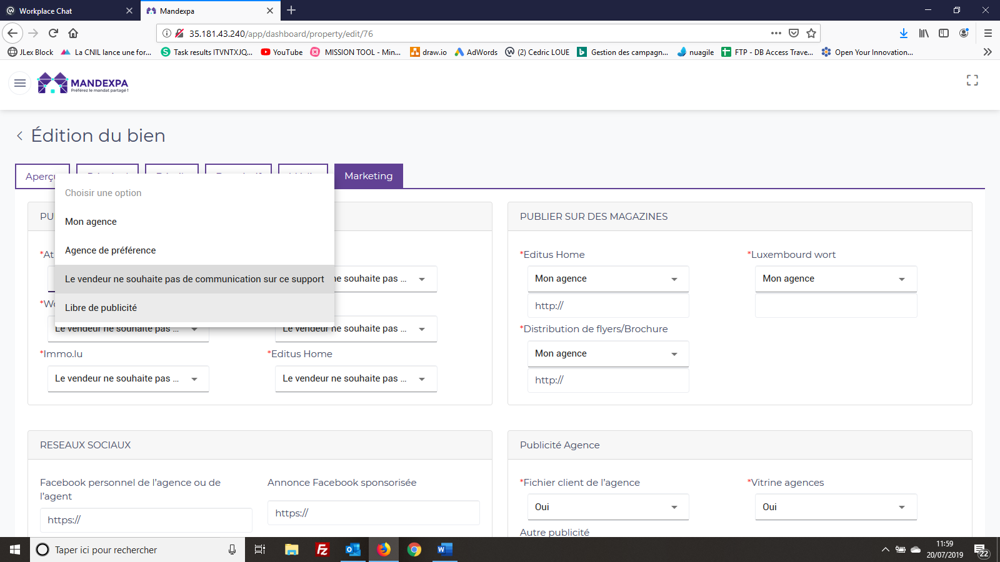 Workplace Chat
Mandexpa
35.181.43.240/app/dashboard/property/edit/76
JLex Block
La CNIL lance une for...
Task results ITVNTXJQ...
YouTube
MISSION TOOL - Min...
draw.io
AdWords
(2) Cedric LOUE
Gestion des campagn...
nuagile
FTP - DB Access Trave...
Open Your Innovation...
MANDEXPA
Préférez le mandat partagé !
Édition du bien
Aperçu
Marketing
Choisir une option
Mon agence
Agence de préférence
Le vendeur ne souhaite pas de communication sur ce support
Libre de publicité
PU
*At
ne souhaite pas ...
*Wo
Le vendeur ne souhaite pas ...
Le vendeur ne souhaite pas ...
*Immo.lu
*Editus Home
Le vendeur ne souhaite pas ...
Le vendeur ne souhaite pas ...
PUBLIER SUR DES MAGAZINES
*Editus Home
*Luxembourd wort
Mon agence
Mon agence
http://
*Distribution de flyers/Brochure
Mon agence
http://
RESEAUX SOCIAUX
Facebook personnel de l'agence ou de
l'agent
Annonce Facebook sponsorisée
https://
https://
Publicité Agence
*Fichier client de l'agence
*Vitrine agences
Oui
Oui
Autre publicité
Taper ici pour rechercher
11:59
20/07/2019
22